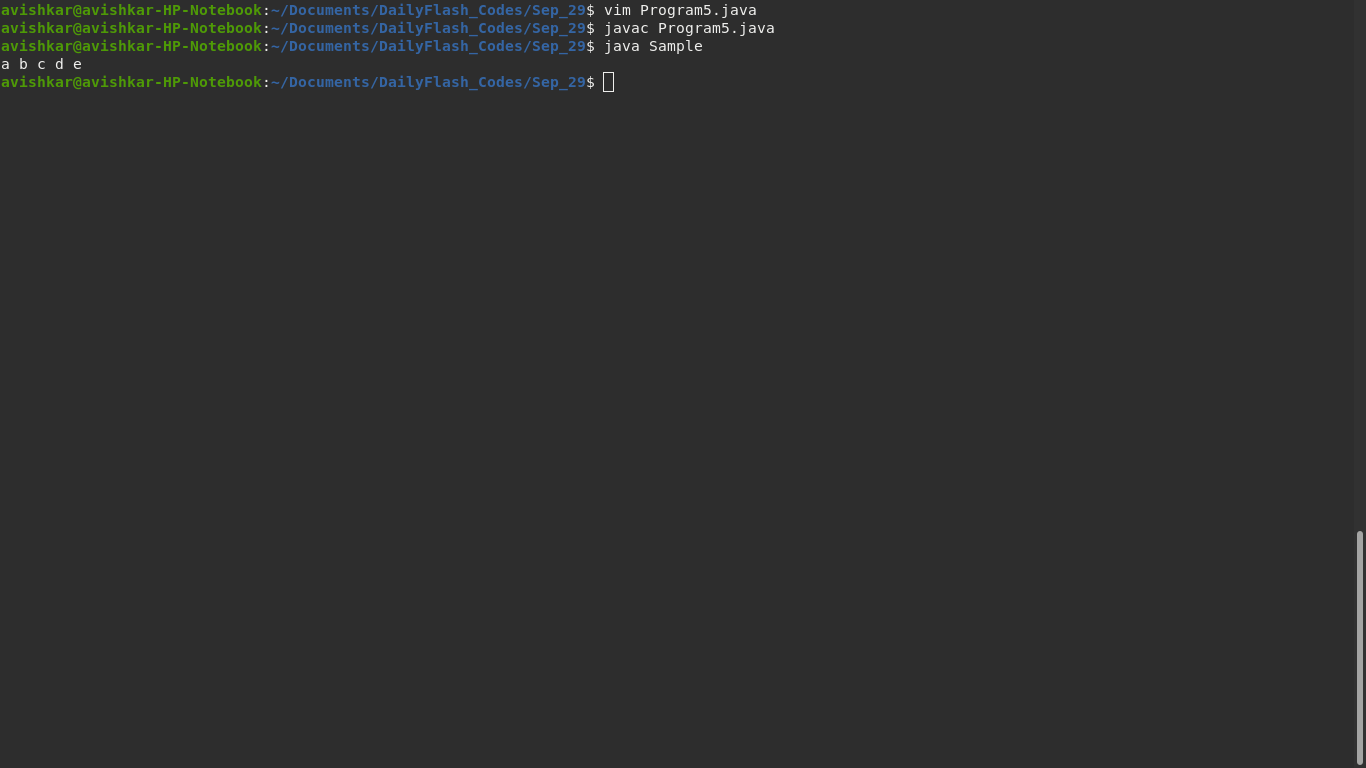 avishkar@avishkar-HP-Notebook:~/Documents/DailyFlash_Codes/Sep_29$ vim Program5.java
avishkar@avishkar-HP-Notebook:~/Documents/DailyFlash_Codes/Sep_29$ javac Program5.java
avishkar@avishkar-HP-Notebook:~/Documents/DailyFlash_Codes/Sep_29$ java Sample
a b c d e
avishkar@avishkar-HP-Notebook:~/Documents/DailyFlash_Codes/Sep_29$